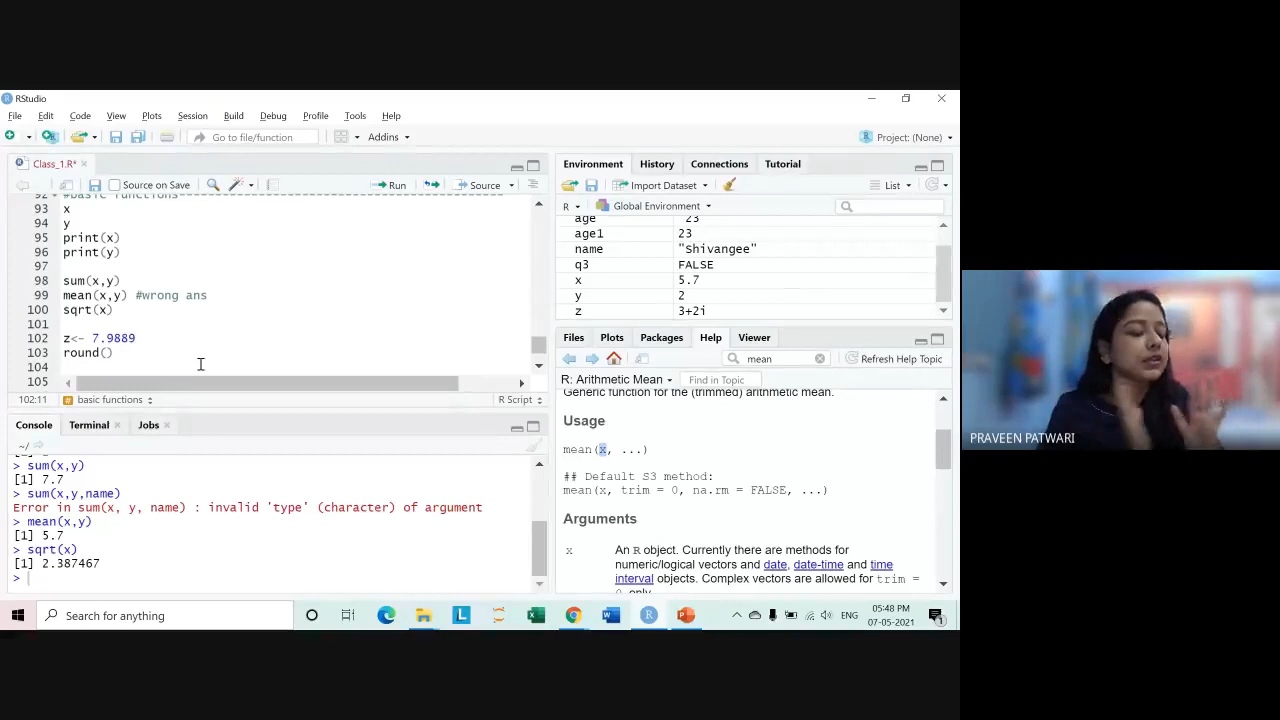 RStudio
File Edit Code View Plots Session Build Debug Profile Tools Help
Go to file/function
Addins
Project: (None)
Class_1.R*
Source on Save
Run
Source
92 #basic functions
93 x
94 y
95 print(x)
96 print(y)
97
98 sum(x,y)
99 mean(x,y) #wrong ans
100 sqrt(x)
101
102 z<- 7.9889
103 round()
104
105
102:11 basic functions R Script
Console Terminal Jobs
~/
> sum(x,y)
[1] 7.7
> sum(x,y,name)
Error in sum(x, y, name) : invalid 'type' (character) of argument
> mean(x,y)
[1] 5.7
> sqrt(x)
[1] 2.387467
>
Environment History Connections Tutorial
Import Dataset
List
R Global Environment
age 23
age1 23
name "Shivangee"
q3 FALSE
x 5.7
y 2
z 3+2i
Files Plots Packages Help Viewer
mean
Refresh Help Topic
R: Arithmetic Mean Find in Topic
Generic function for the (trimmed) arithmetic mean.
Usage
mean(x, ...)
## Default S3 method:
mean(x, trim = 0, na.rm = FALSE, ...)
Arguments
x An R object. Currently there are methods for
numeric/logical vectors and date, date-time and time
interval objects. Complex vectors are allowed for trim =
0, only.
PRAVEEN PATWARI
Search for anything
ENG
05:48 PM
07-05-2021